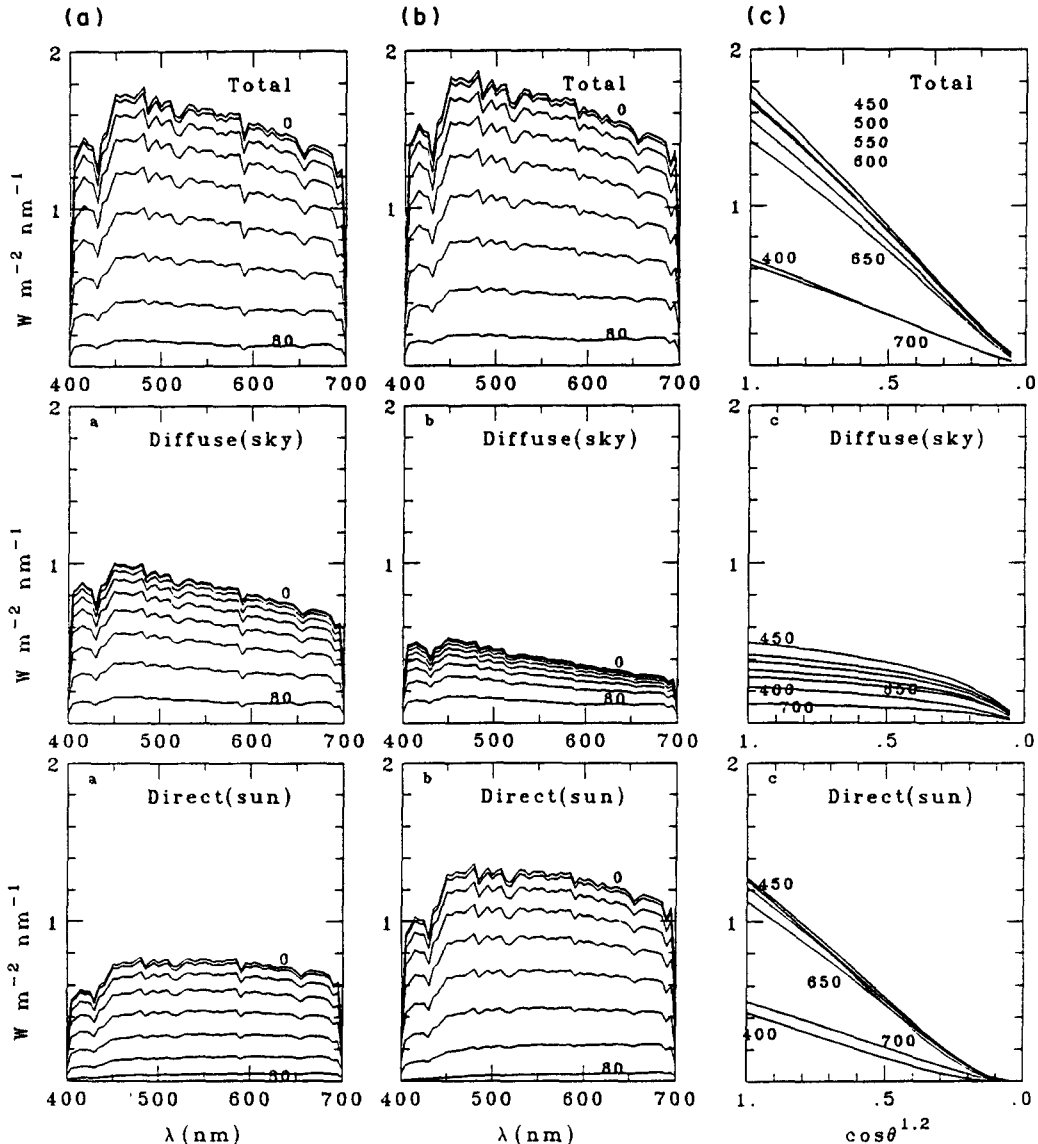 (a) (b) (c)
2 2 2
Total Total Total
450
500
550
600
0 0
1 1 1
400 650
W m⁻² nm⁻¹
80 80 700
400 500 600 700 400 500 600 700 1. .5 .0
2 a 2 b 2 c
Diffuse(sky) Diffuse(sky) Diffuse(sky)
1 1 1
0 0 450
W m⁻² nm⁻¹
400 650
80 80 700
400 500 600 700 400 500 600 700 1. .5 .0
2 a 2 b 2 c
Direct(sun) Direct(sun) Direct(sun)
0 450
1 1 1
0 650
W m⁻² nm⁻¹
400 700
80 80
400 500 600 700 400 500 600 700 1. .5 .0
λ(nm) λ(nm) cosθ¹·²